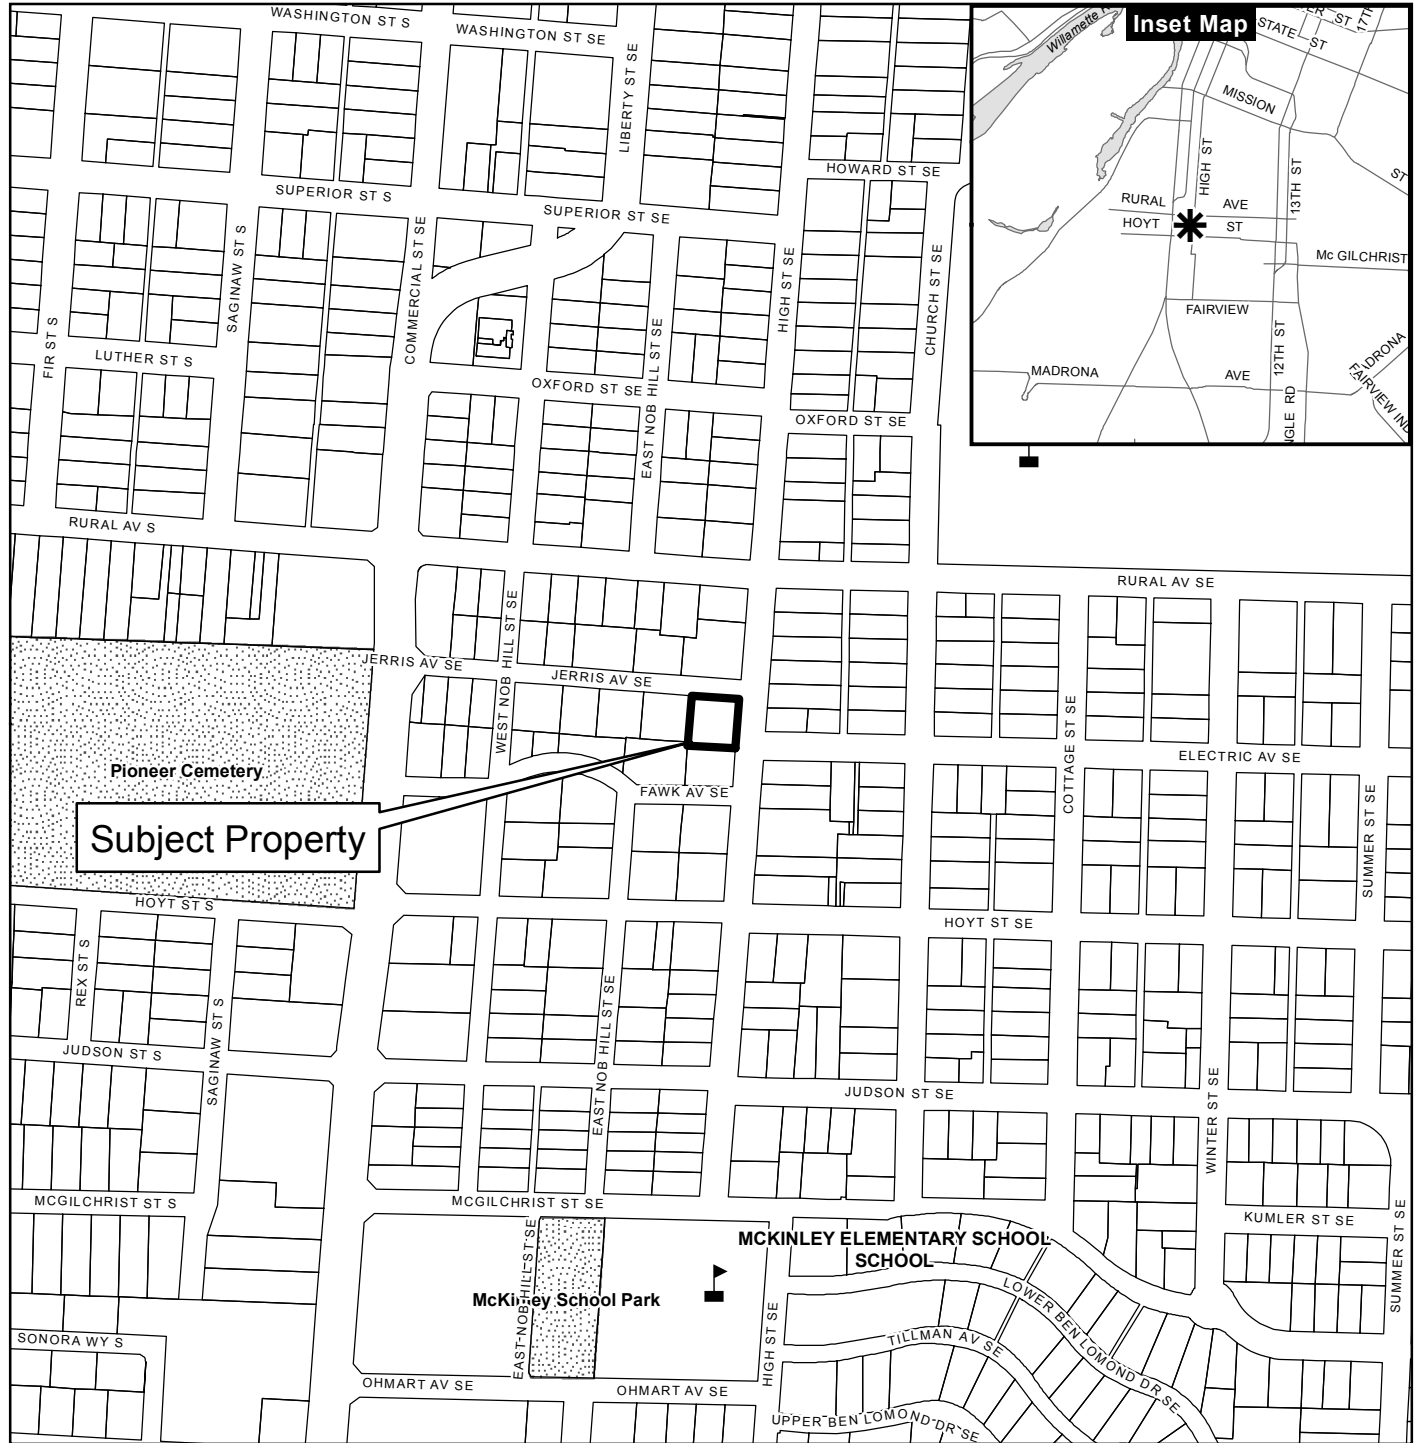 WASHINGTON ST S
WASHINGTON ST SE
LIBERTY ST SE
HOWARD ST SE
SUPERIOR ST S
SUPERIOR ST SE
FIR ST S
SAGINAW ST S
COMMERCIAL ST SE
EAST NOB HILL ST SE
HIGH ST SE
CHURCH ST SE
LUTHER ST S
OXFORD ST SE
OXFORD ST SE
RURAL AV S
RURAL AV SE
WEST NOB HILL ST SE
JERRIS AV SE
JERRIS AV SE
COTTAGE ST SE
ELECTRIC AV SE
Pioneer Cemetery
FAWK AV SE
Subject Property
SUMMER ST SE
HOYT ST S
HOYT ST SE
REX ST S
SAGINAW ST S
EAST NOB HILL ST SE
JUDSON ST S
JUDSON ST SE
WINTER ST SE
MCGILCHRIST ST S
MCGILCHRIST ST SE
KUMLER ST SE
SUMMER ST SE
EAST NOB HILL ST SE
MCKINLEY ELEMENTARY SCHOOL
SCHOOL
McKinley School Park
HIGH ST SE
LOWER BEN LOMOND DR SE
TILLMAN AV SE
SONORA WY S
OHMART AV SE
OHMART AV SE
UPPER BEN LOMOND DR SE
Inset Map
Willamette
STATE ST
17TH
MISSION
ST
HIGH ST
13TH ST
RURAL AVE
HOYT ST
Mc GILCHRIST
FAIRVIEW
12TH ST
MADRONA AVE
FAIRVIEW IND